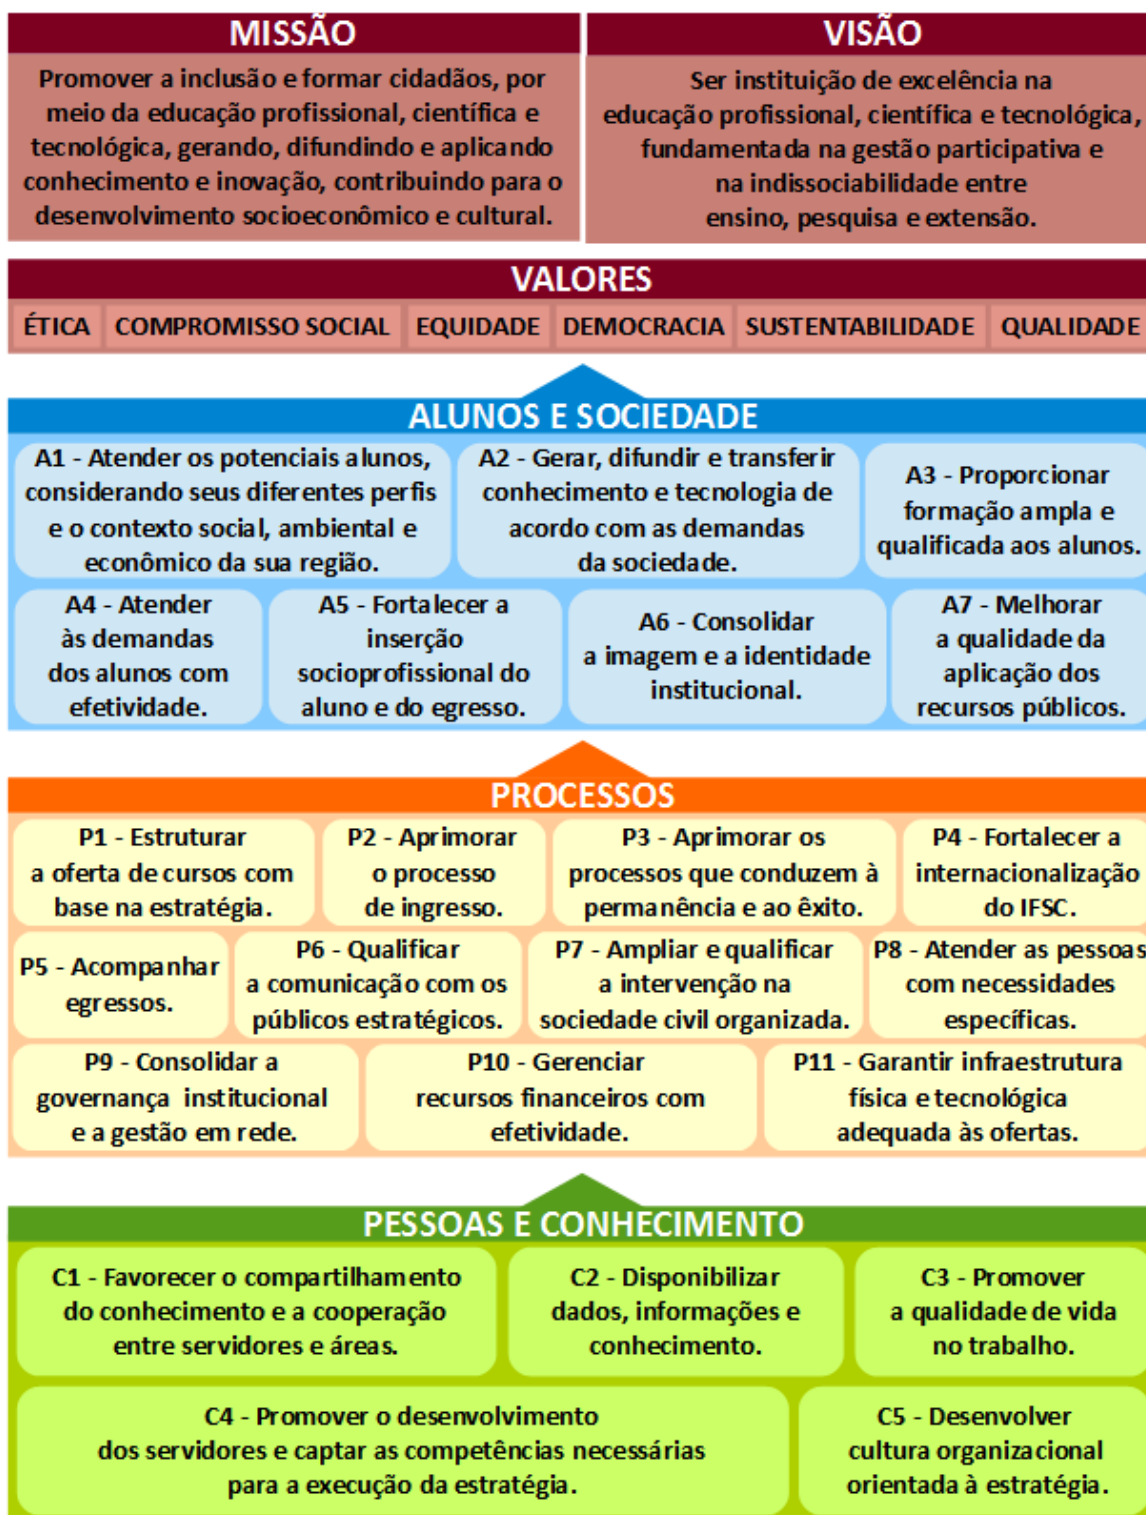 MISSÃO
Promover a inclusão e formar cidadãos, por
meio da educação profissional, científica e
tecnológica, gerando, difundindo e aplicando
conhecimento e inovação, contribuindo para o
desenvolvimento socioeconômico e cultural.
VISÃO
Ser instituição de excelência na
educação profissional, científica e tecnológica,
fundamentada na gestão participativa e
na indissociabilidade entre
ensino, pesquisa e extensão.
VALORES
ÉTICA
COMPROMISSO SOCIAL
EQUIDADE
DEMOCRACIA
SUSTENTABILIDADE
QUALIDADE
ALUNOS E SOCIEDADE
A1 - Atender os potenciais alunos,
considerando seus diferentes perfis
e o contexto social, ambiental e
econômico da sua região.
A2 - Gerar, difundir e transferir
conhecimento e tecnologia de
acordo com as demandas
da sociedade.
A3 - Proporcionar
formação ampla e
qualificada aos alunos.
A4 - Atender
às demandas
dos alunos com
efetividade.
A5 - Fortalecer a
inserção
socioprofissional do
aluno e do egresso.
A6 - Consolidar
a imagem e a identidade
institucional.
A7 - Melhorar
a qualidade da
aplicação dos
recursos públicos.
PROCESSOS
P1 - Estruturar
a oferta de cursos com
base na estratégia.
P2 - Aprimorar
o processo
de ingresso.
P3 - Aprimorar os
processos que conduzem à
permanência e ao êxito.
P4 - Fortalecer a
internacionalização
do IFSC.
P5 - Acompanhar
egressos.
P6 - Qualificar
a comunicação com os
públicos estratégicos.
P7 - Ampliar e qualificar
a intervenção na
sociedade civil organizada.
P8 - Atender as pessoas
com necessidades
específicas.
P9 - Consolidar a
governança institucional
e a gestão em rede.
P10 - Gerenciar
recursos financeiros com
efetividade.
P11 - Garantir infraestrutura
física e tecnológica
adequada às ofertas.
PESSOAS E CONHECIMENTO
C1 - Favorecer o compartilhamento
do conhecimento e a cooperação
entre servidores e áreas.
C2 - Disponibilizar
dados, informações e
conhecimento.
C3 - Promover
a qualidade de vida
no trabalho.
C4 - Promover o desenvolvimento
dos servidores e captar as competências necessárias
para a execução da estratégia.
C5 - Desenvolver
cultura organizacional
orientada à estratégia.